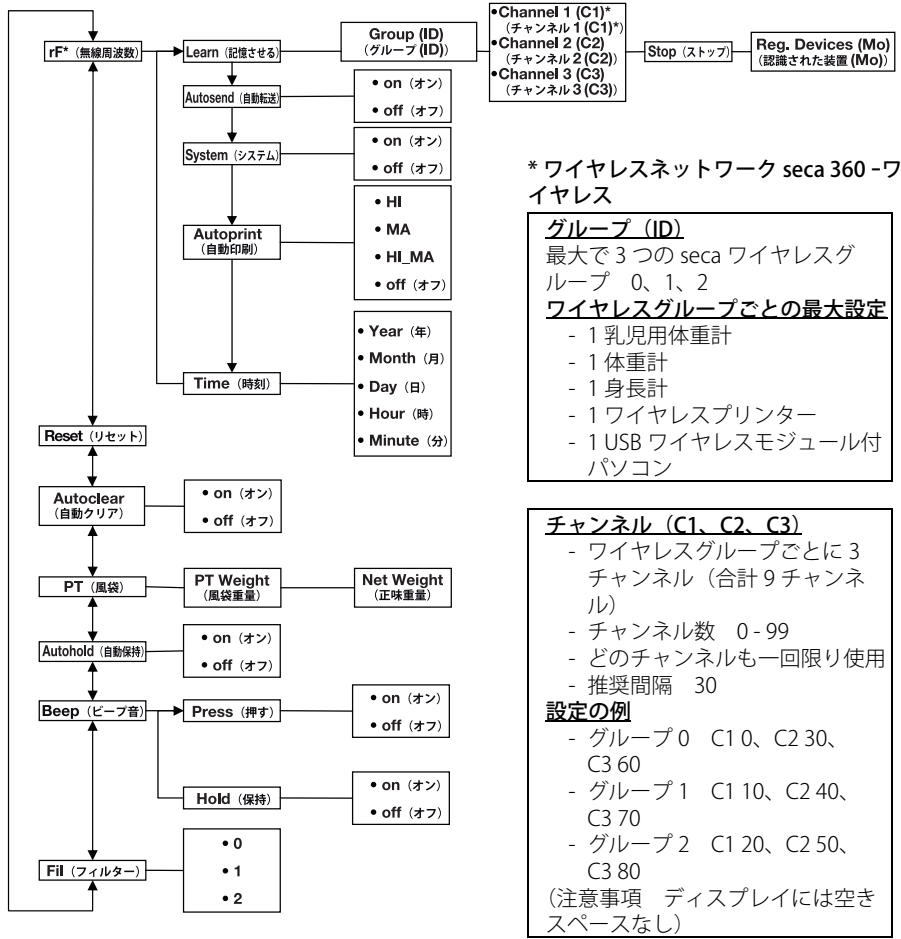 rF* (無線周波数)
Learn (記憶させる)
Group (ID)
(グループ (ID))
•Channel 1 (C1)*
(チャンネル 1 (C1)*)
•Channel 2 (C2)
(チャンネル 2 (C2))
•Channel 3 (C3)
(チャンネル 3 (C3))
Stop (ストップ)
Reg. Devices (Mo)
(認識された装置 (Mo))
Autosend (自動転送)
• on (オン)
• off (オフ)
System (システム)
• on (オン)
• off (オフ)
Autoprint
(自動印刷)
• HI
• MA
• HI_MA
• off (オフ)
Time (時刻)
• Year (年)
• Month (月)
• Day (日)
• Hour (時)
• Minute (分)
Reset (リセット)
Autoclear
(自動クリア)
• on (オン)
• off (オフ)
PT (風袋)
PT Weight
(風袋重量)
Net Weight
(正味重量)
Autohold (自動保持)
• on (オン)
• off (オフ)
Beep (ビープ音)
Press (押す)
• on (オン)
• off (オフ)
Hold (保持)
• on (オン)
• off (オフ)
Fil (フィルター)
• 0
• 1
• 2
* ワイヤレスネットワーク seca 360 –ワ
イヤレス
グループ (ID)
最大で 3 つの seca ワイヤレスグ
ループ 0、1、2
ワイヤレスグループごとの最大設定
- 1 乳児用体重計
- 1 体重計
- 1 身長計
- 1 ワイヤレスプリンター
- 1 USB ワイヤレスモジュール付
パソコン
チャンネル (C1、C2、C3)
- ワイヤレスグループごとに 3
チャンネル (合計 9 チャンネ
ル)
- チャンネル数 0 - 99
- どのチャンネルも一回限り使用
- 推奨間隔 30
設定の例
- グループ 0 C1 0、C2 30、
C3 60
- グループ 1 C1 10、C2 40、
C3 70
- グループ 2 C1 20、C2 50、
C3 80
(注意事項 ディスプレイには空き
スペースなし)